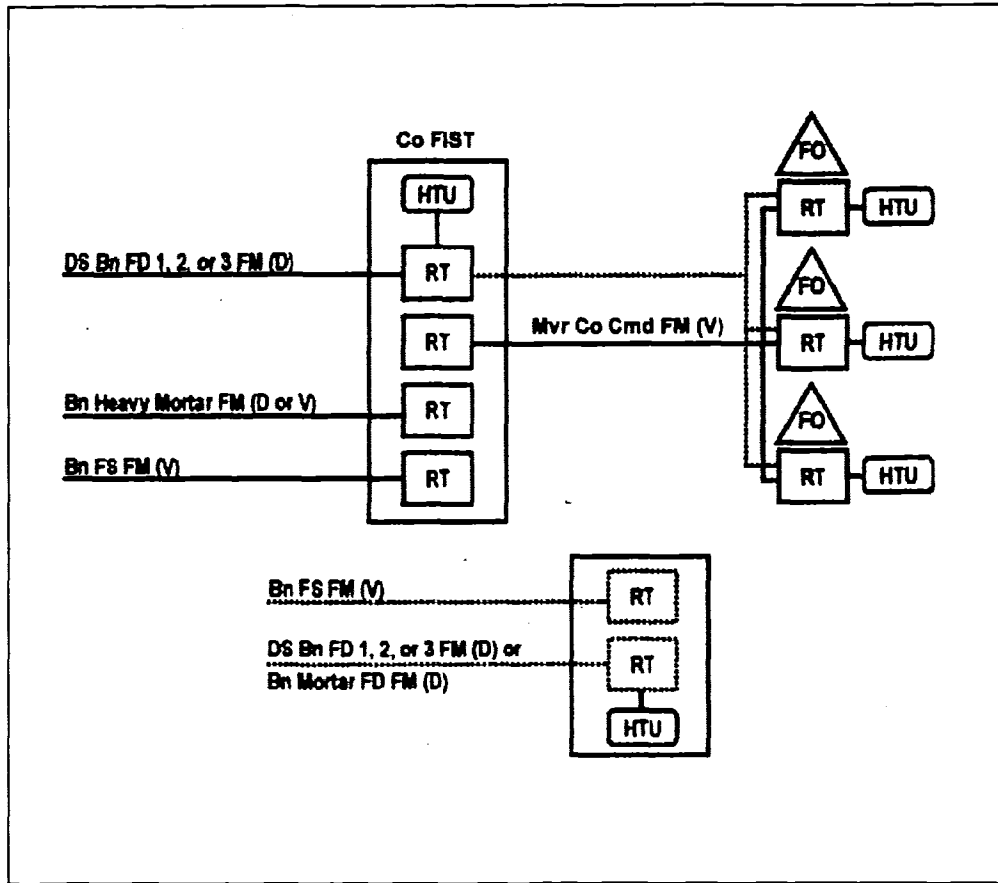 Co FIST
HTU
DS Bn FD 1, 2, or 3 FM (D)
RT
RT
Mvr Co Cmd FM (V)
Bn Heavy Mortar FM (D or V)
RT
Bn FS FM (V)
RT
FO
RT
HTU
FO
RT
HTU
FO
RT
HTU
Bn FS FM (V)
RT
DS Bn FD 1, 2, or 3 FM (D) or
Bn Mortar FD FM (D)
RT
HTU